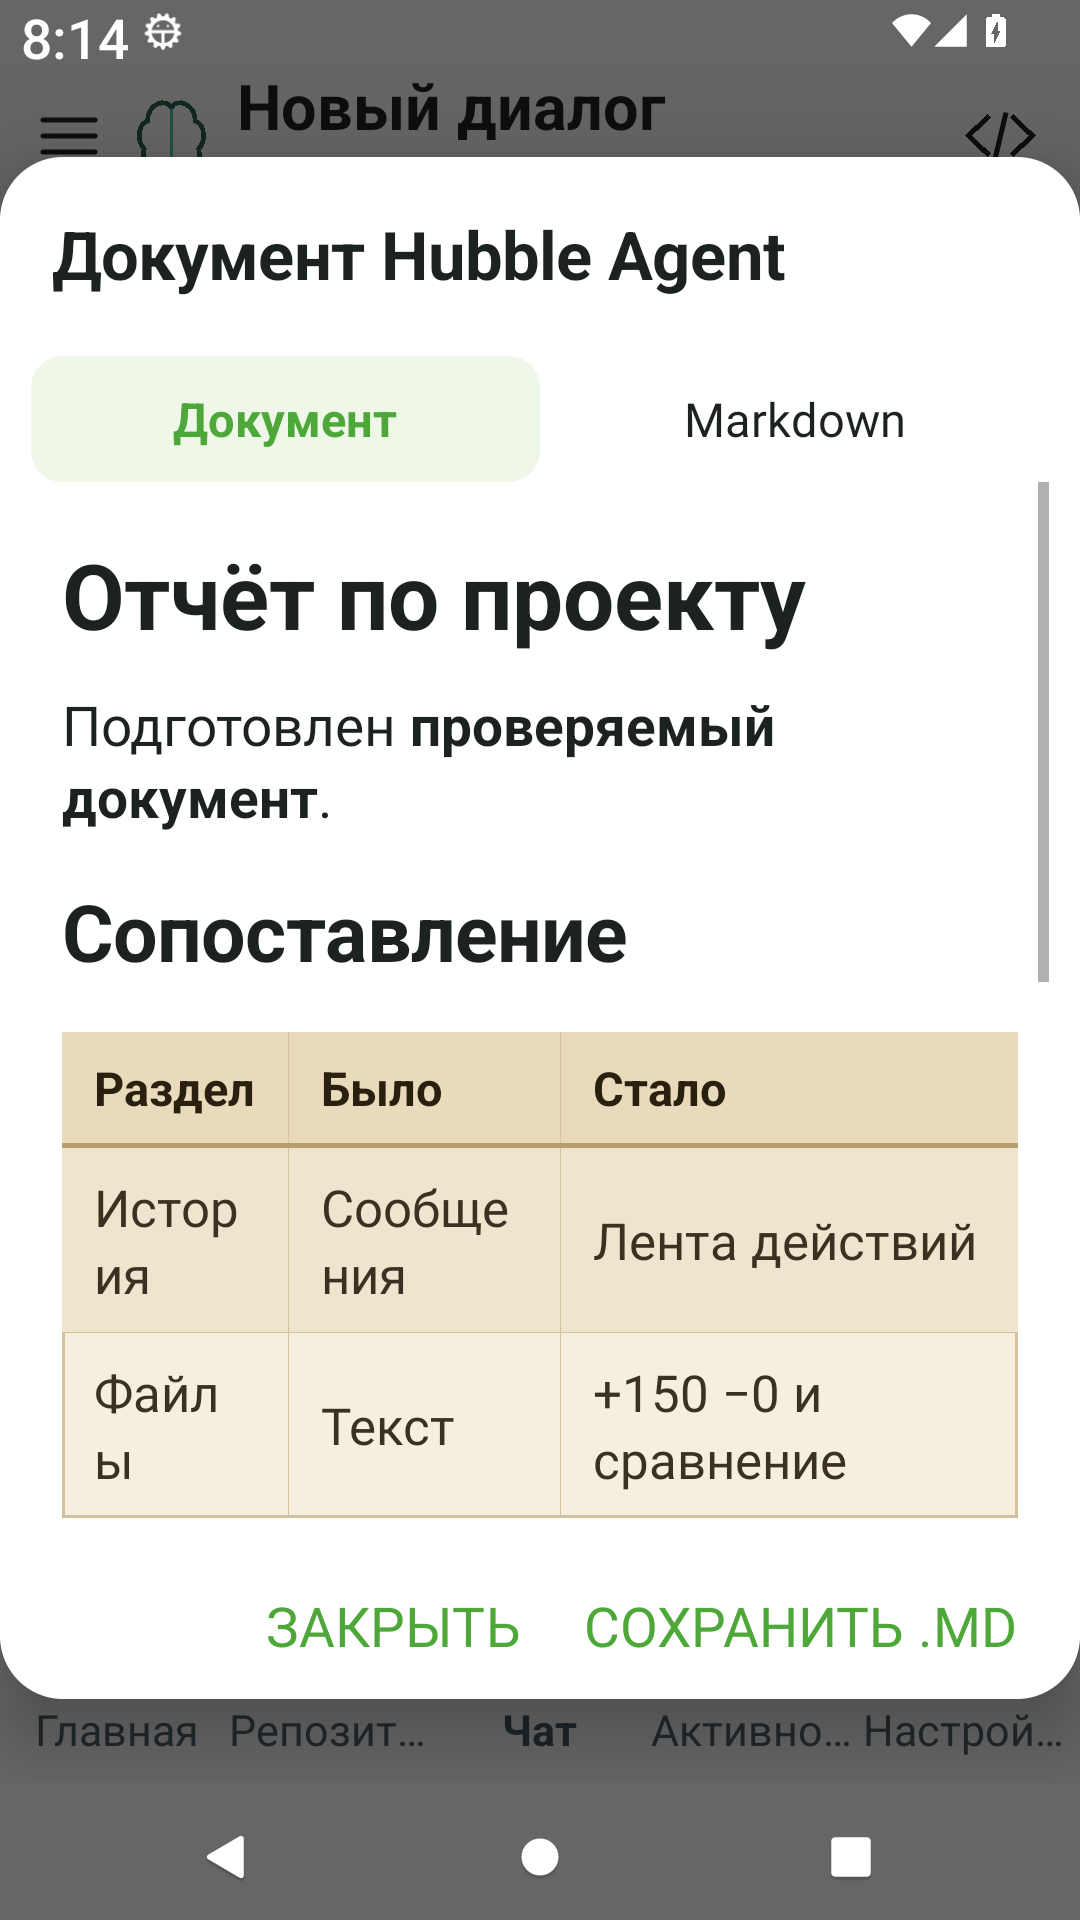 8:14
Новый диалог
Документ Hubble Agent
Документ Markdown
Отчёт по проекту
Подготовлен проверяемый
документ.
Сопоставление
Раздел Было Стало
Истор
ия
Сообще
ния
Лента действий
Файл
ы
Текст
+150 −0 и
сравнение
ЗАКРЫТЬ СОХРАНИТЬ .MD
Главная Репозит… Чат Активно… Настрой…